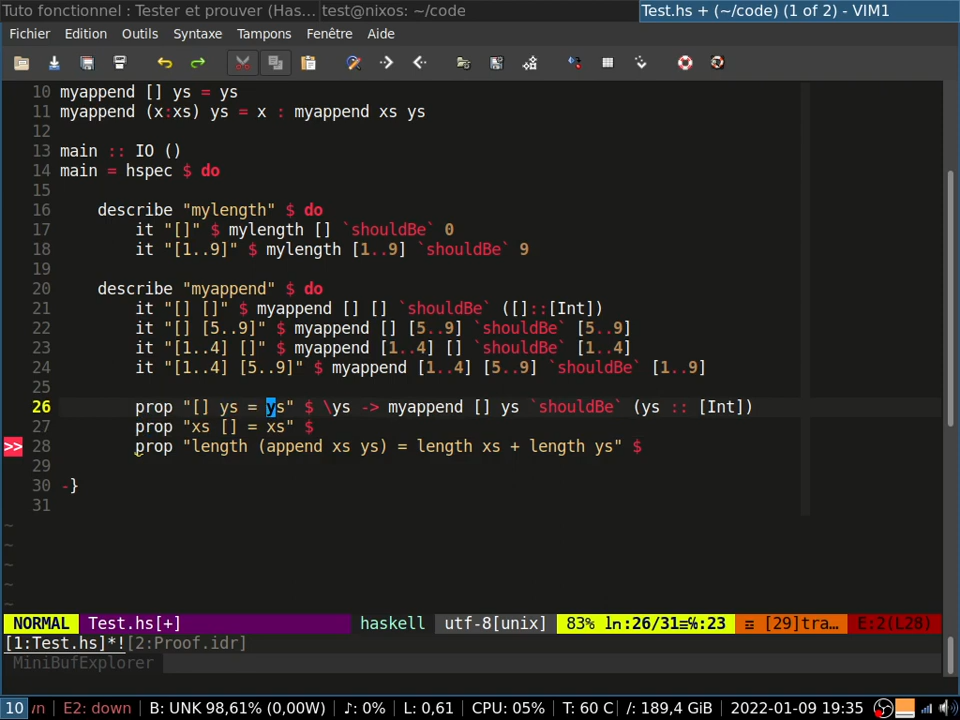 Tuto fonctionnel : Tester et prouver (Has... test@nixos: ~/code Test.hs + (~/code) (1 of 2) - VIM1
Fichier Edition Outils Syntaxe Tampons Fenêtre Aide
10 myappend [] ys = ys
11 myappend (x:xs) ys = x : myappend xs ys
12
13 main :: IO ()
14 main = hspec $ do
15
16 describe "mylength" $ do
17 it "[]" $ mylength [] `shouldBe` 0
18 it "[1..9]" $ mylength [1..9] `shouldBe` 9
19
20 describe "myappend" $ do
21 it "[] []" $ myappend [] [] `shouldBe` ([]::[Int])
22 it "[] [5..9]" $ myappend [] [5..9] `shouldBe` [5..9]
23 it "[1..4] []" $ myappend [1..4] [] `shouldBe` [1..4]
24 it "[1..4] [5..9]" $ myappend [1..4] [5..9] `shouldBe` [1..9]
25
26 prop "[] ys = ys" $ \ys -> myappend [] ys `shouldBe` (ys :: [Int])
27 prop "xs [] = xs" $
>> 28 prop "length (append xs ys) = length xs + length ys" $
29
30 -}
31
~
~
~
~
~
NORMAL Test.hs[+] haskell utf-8[unix] 83% ln:26/31≡℅:23 [29]tra... E:2(L28)
[1:Test.hs]*![2:Proof.idr]
MiniBufExplorer
10 wn E2: down B: UNK 98,61% (0,00W) ♪: 0% L: 0,61 CPU: 05% T: 60 C /: 189,4 GiB 2022-01-09 19:35